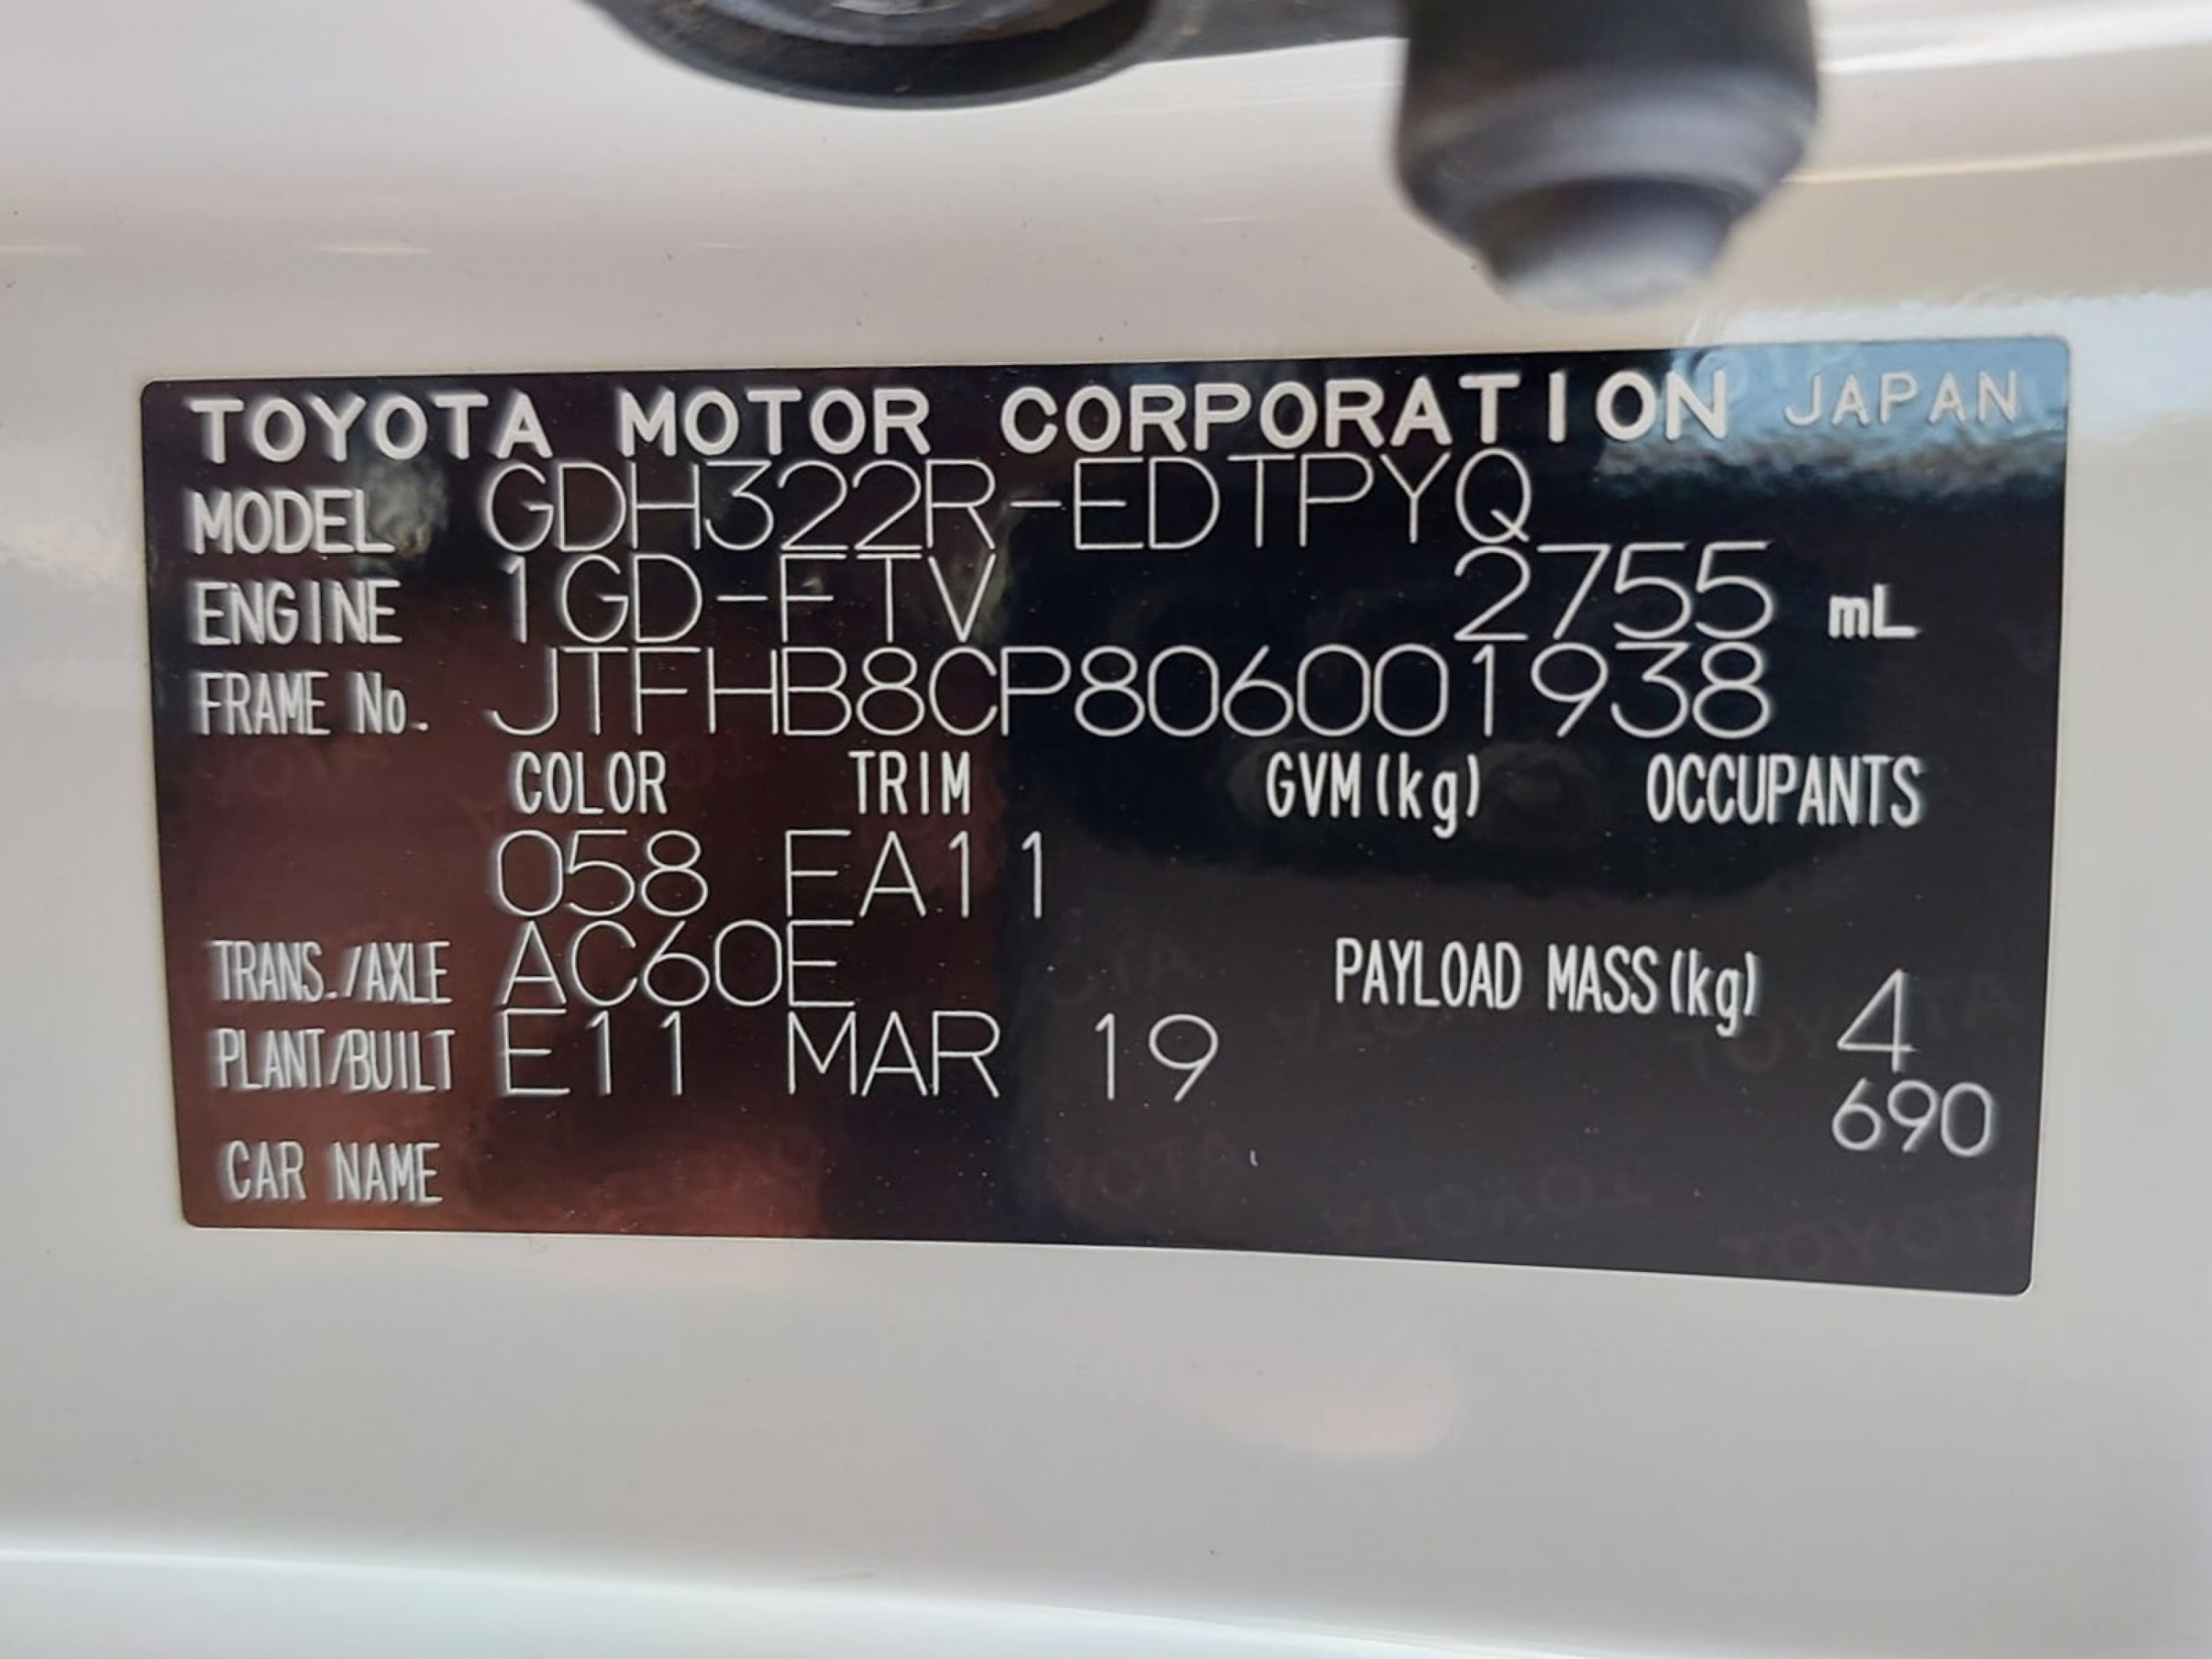 TOYOTA MOTOR CORPORATION JAPAN
MODEL GDH322R-EDTPYQ
ENGINE 1GD-FTV 2755 mL
FRAME No. JTFHB8CP806001938
COLOR TRIM GVM(kg) OCCUPANTS
058 FA11
TRANS./AXLE AC60E PAYLOAD MASS(kg) 4
PLANT/BUILT E11 MAR 19
690
CAR NAME